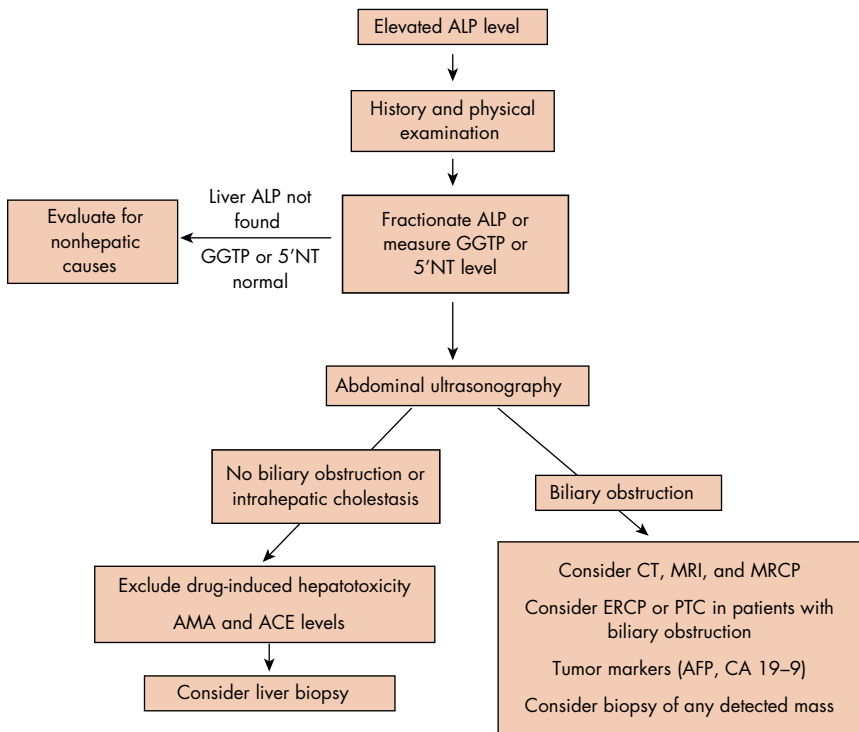 Elevated ALP level
History and physical
examination
Liver ALP not
found
GGTP or 5'NT
normal
Evaluate for
nonhepatic
causes
Fractionate ALP or
measure GGTP or
5'NT level
Abdominal ultrasonography
No biliary obstruction or
intrahepatic cholestasis
Biliary obstruction
Exclude drug-induced hepatotoxicity
AMA and ACE levels
Consider liver biopsy
Consider CT, MRI, and MRCP
Consider ERCP or PTC in patients with
biliary obstruction
Tumor markers (AFP, CA 19–9)
Consider biopsy of any detected mass